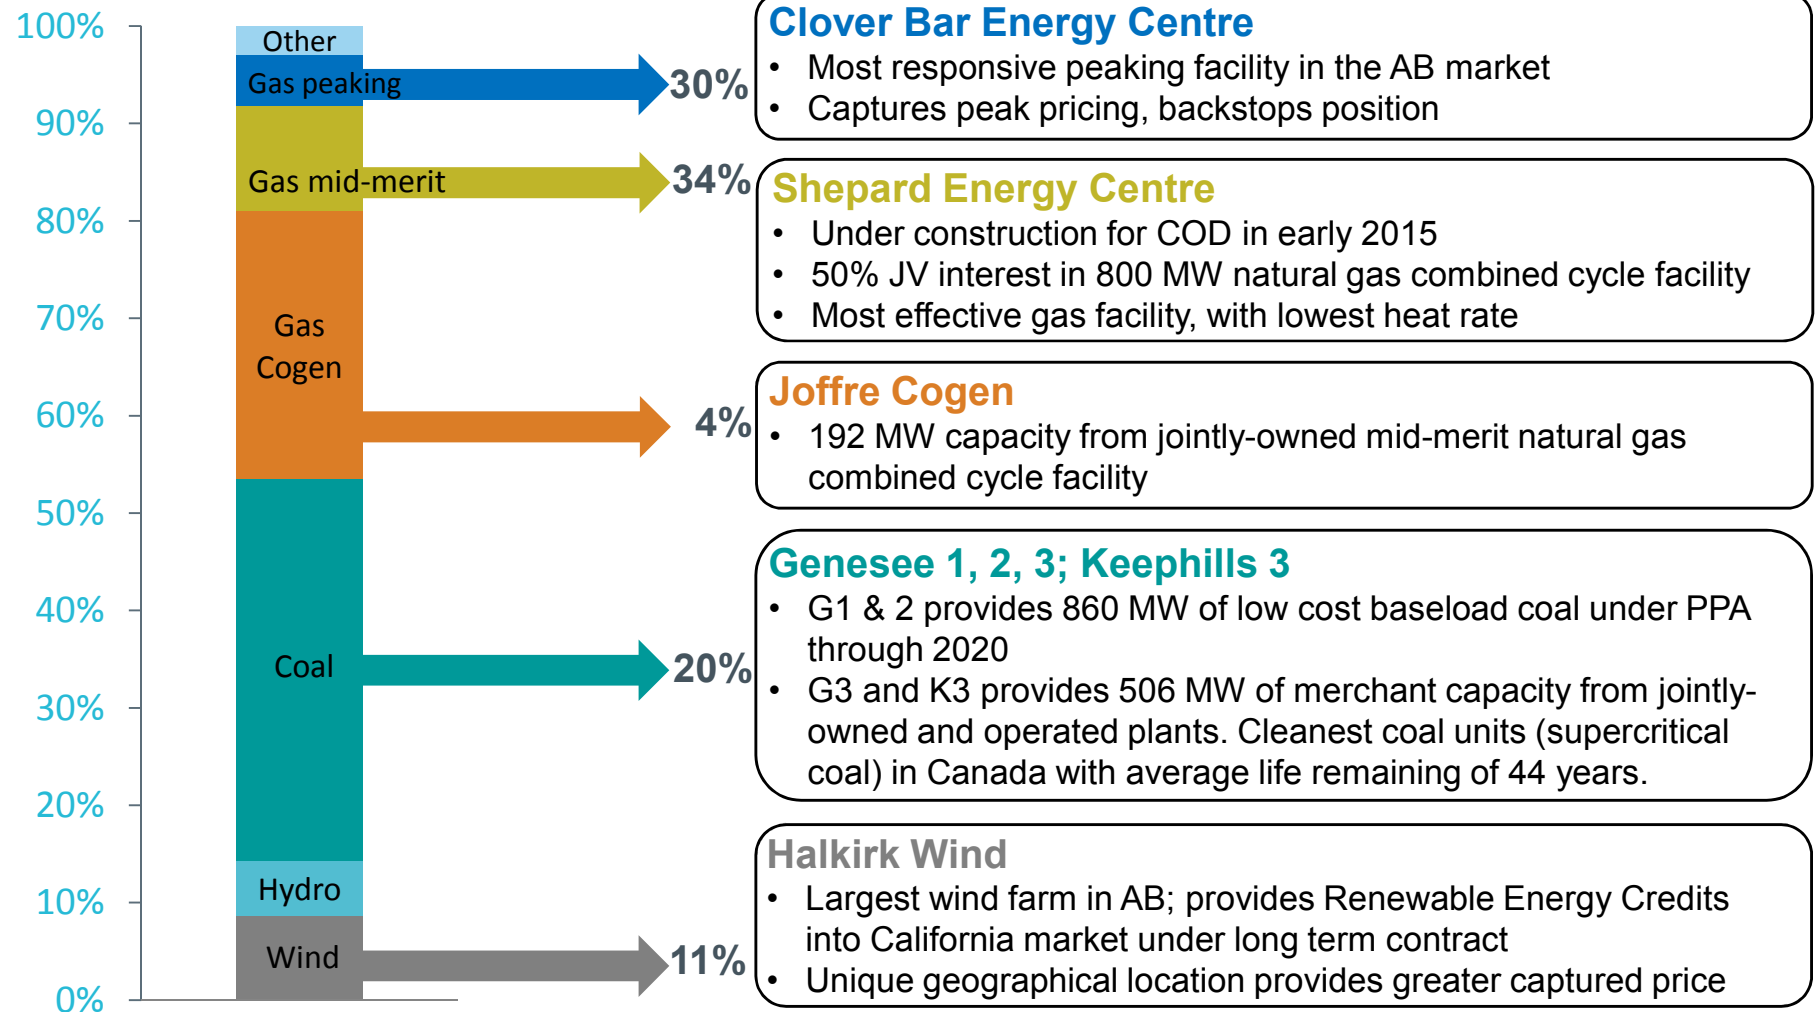 100%
90%
80%
70%
60%
50%
40%
30%
20%
10%
0%
Other
Gas peaking
Gas mid-merit
Gas
Cogen
Coal
Hydro
Wind
30%
34%
4%
20%
11%
Clover Bar Energy Centre
• Most responsive peaking facility in the AB market
• Captures peak pricing, backstops position
Shepard Energy Centre
• Under construction for COD in early 2015
• 50% JV interest in 800 MW natural gas combined cycle facility
• Most effective gas facility, with lowest heat rate
Joffre Cogen
• 192 MW capacity from jointly-owned mid-merit natural gas
combined cycle facility
Genesee 1, 2, 3; Keephills 3
• G1 & 2 provides 860 MW of low cost baseload coal under PPA
through 2020
• G3 and K3 provides 506 MW of merchant capacity from jointly-
owned and operated plants. Cleanest coal units (supercritical
coal) in Canada with average life remaining of 44 years.
Halkirk Wind
• Largest wind farm in AB; provides Renewable Energy Credits
into California market under long term contract
• Unique geographical location provides greater captured price